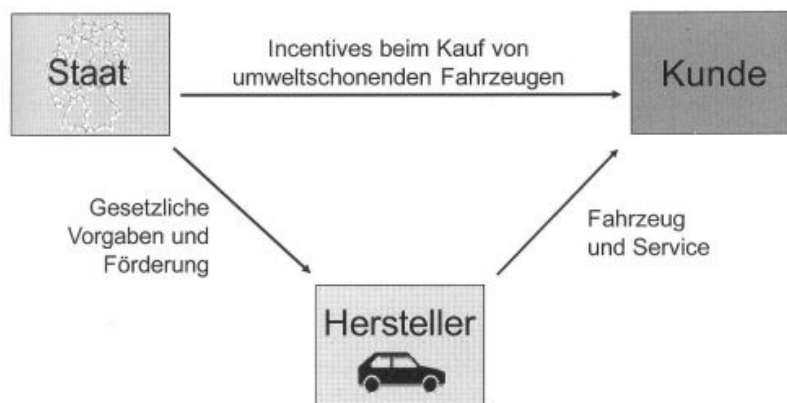 Staat
Incentives beim Kauf von
umweltschonenden Fahrzeugen
Kunde
Gesetzliche
Vorgaben und
Förderung
Fahrzeug
und Service
Hersteller